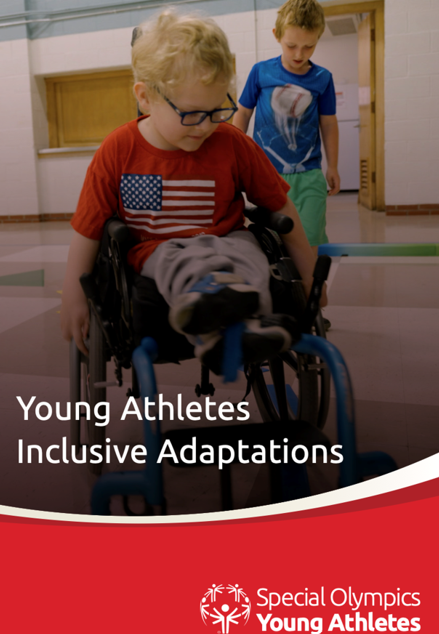 Young Athletes
Inclusive Adaptations
Special Olympics
Young Athletes